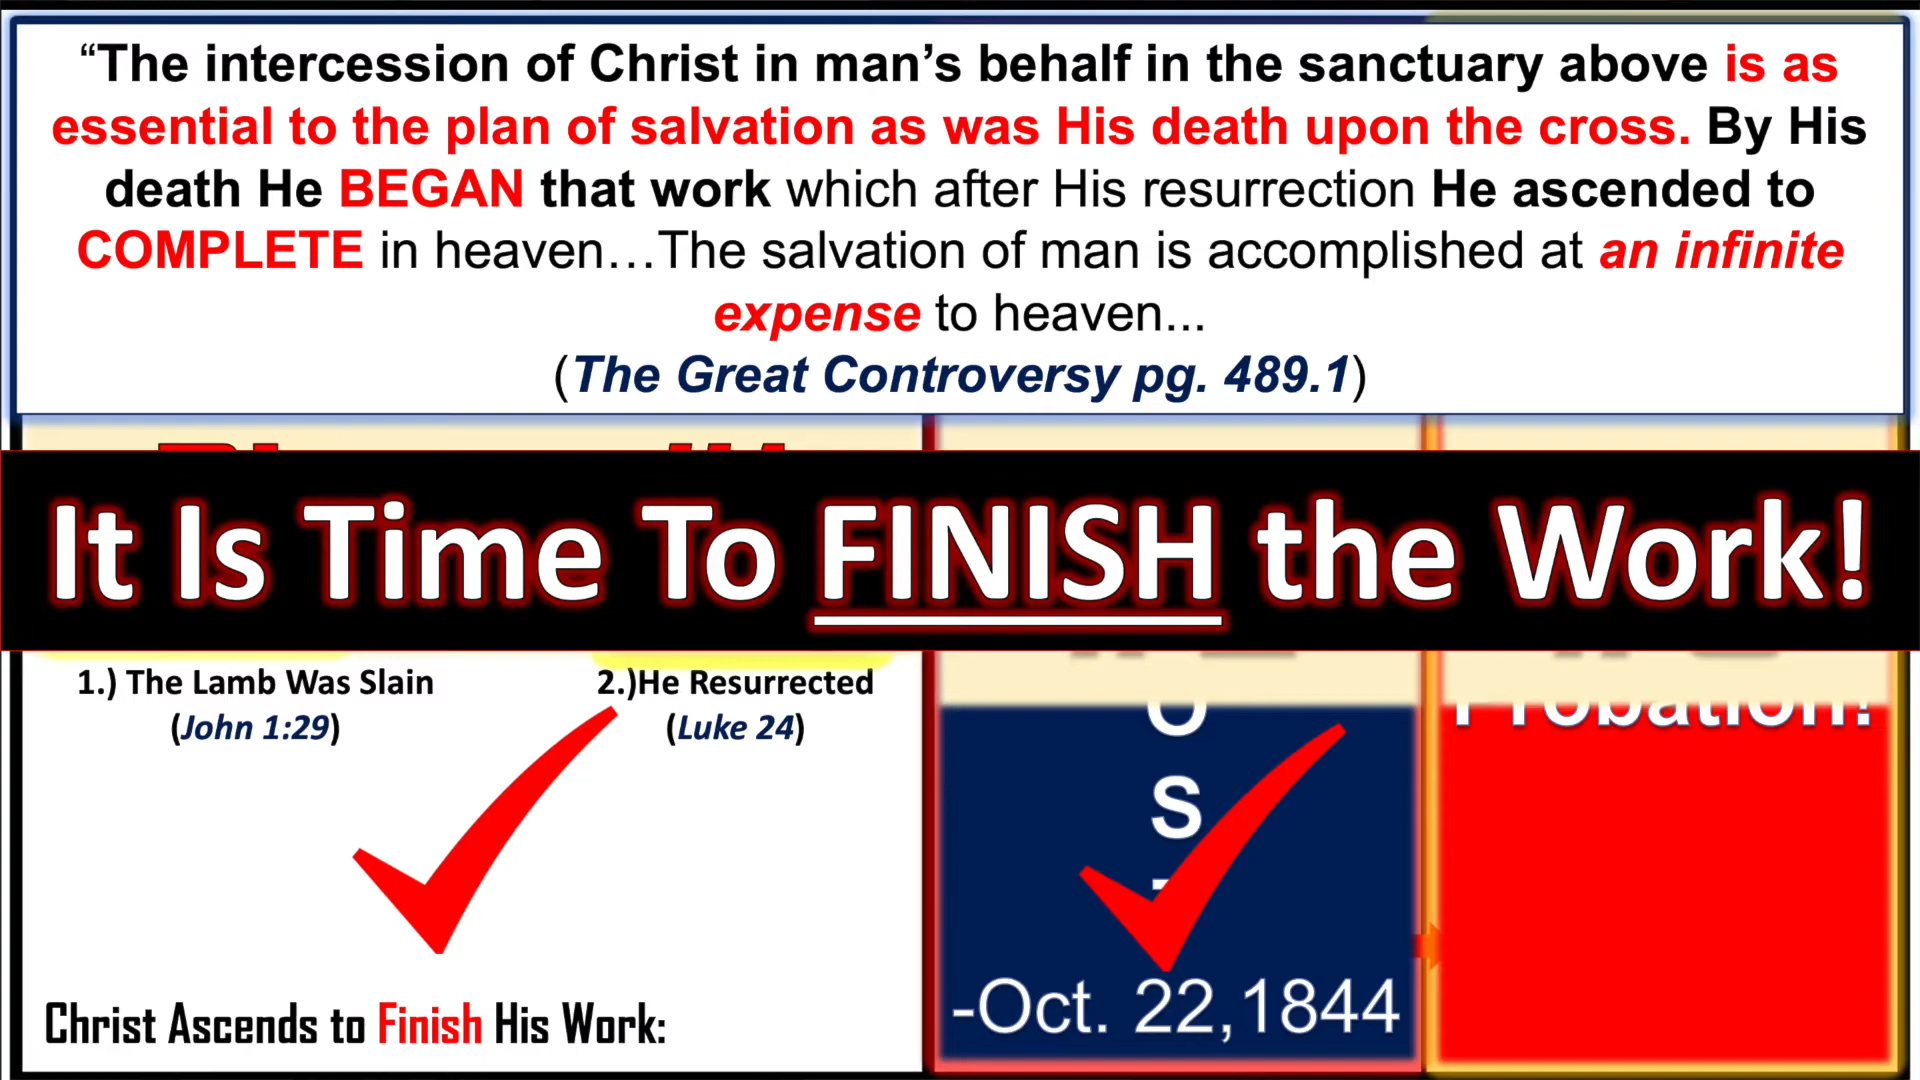 “The intercession of Christ in man’s behalf in the sanctuary above is as
essential to the plan of salvation as was His death upon the cross. By His
death He BEGAN that work which after His resurrection He ascended to
COMPLETE in heaven…The salvation of man is accomplished at an infinite
expense to heaven...
(The Great Controversy pg. 489.1)
It Is Time To FINISH the Work!
1.) The Lamb Was Slain
(John 1:29)
2.)He Resurrected
(Luke 24)
O
S
Probation!
-Oct. 22,1844
Christ Ascends to Finish His Work: